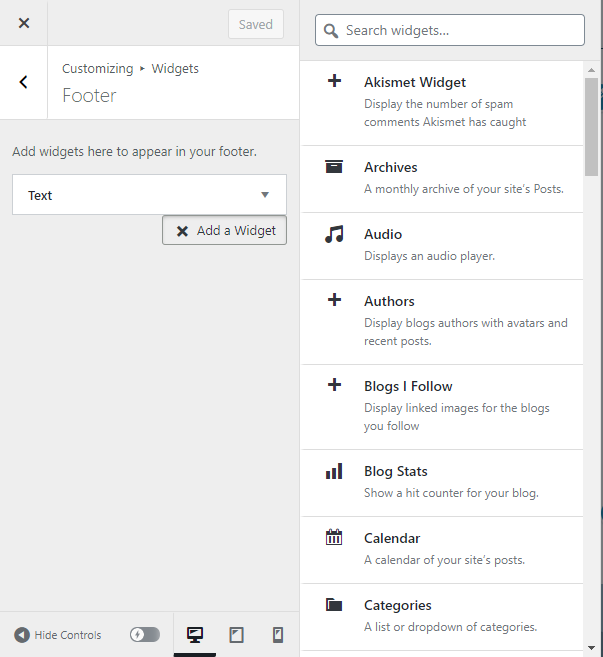 Saved
Customizing ▸ Widgets
Footer
Add widgets here to appear in your footer.
Text
Add a Widget
Hide Controls
Search widgets...
Akismet Widget
Display the number of spam
comments Akismet has caught
Archives
A monthly archive of your site's Posts.
Audio
Displays an audio player.
Authors
Display blogs authors with avatars and
recent posts.
Blogs I Follow
Display linked images for the blogs
you follow
Blog Stats
Show a hit counter for your blog.
Calendar
A calendar of your site's posts.
Categories
A list or dropdown of categories.